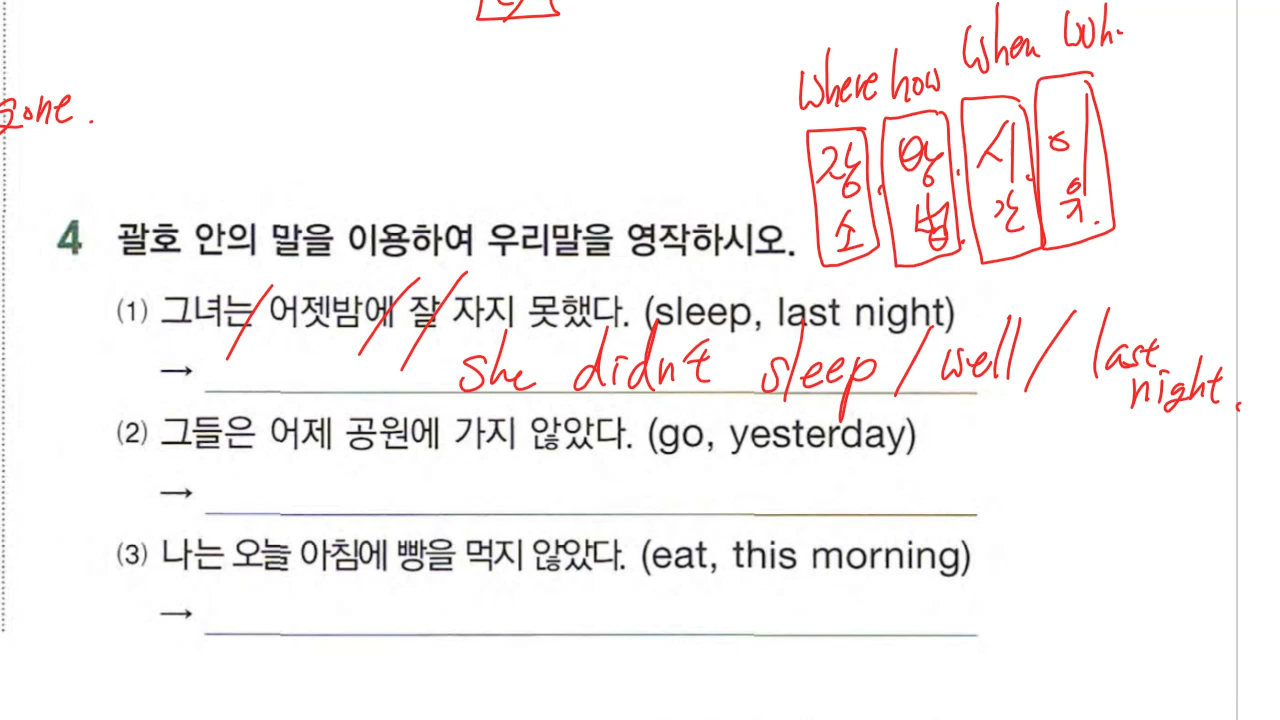 zone.
where how when wh.
장소. 방법. 시간. 이유.
4 괄호 안의 말을 이용하여 우리말을 영작하시오.
(1) 그녀는 / 어젯밤에 / 잘 / 자지 못했다. (sleep, last night)
→ she didn't sleep / well / last night.
(2) 그들은 어제 공원에 가지 않았다. (go, yesterday)
→
(3) 나는 오늘 아침에 빵을 먹지 않았다. (eat, this morning)
→